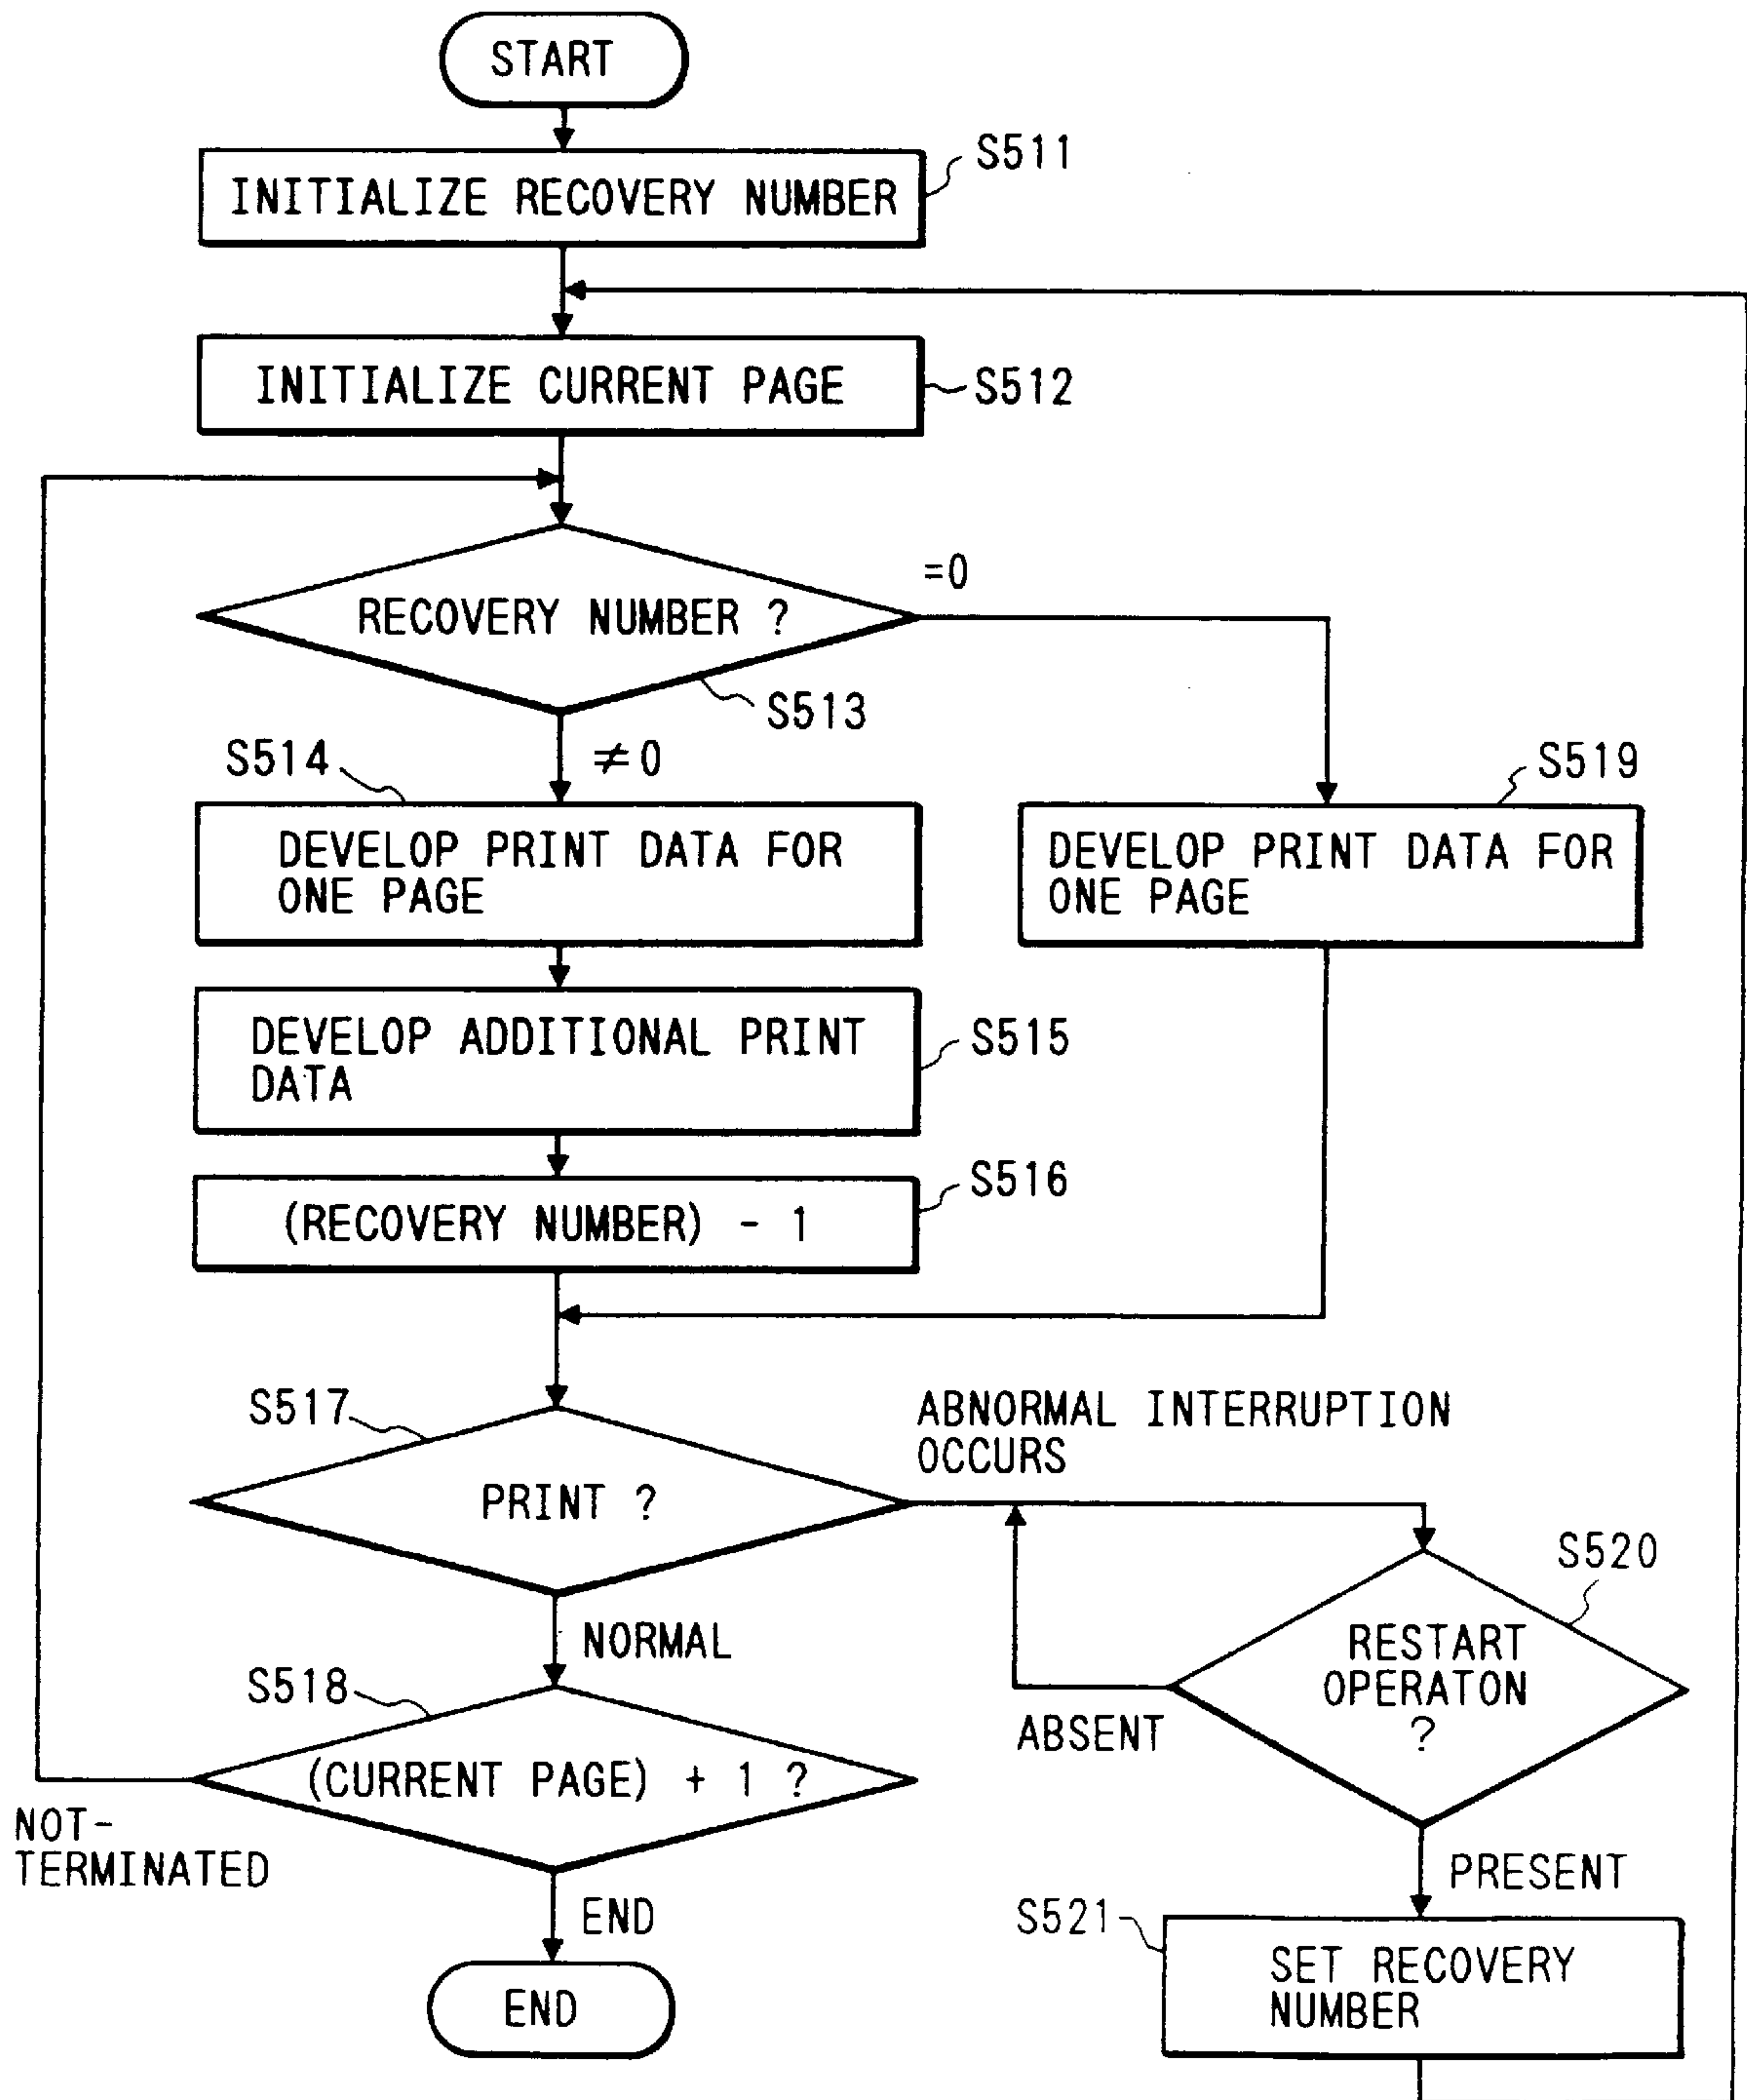 START
S511
INITIALIZE RECOVERY NUMBER
INITIALIZE CURRENT PAGE
S512
=0
RECOVERY NUMBER ?
S513
≠0
S514
S519
DEVELOP PRINT DATA FOR
ONE PAGE
DEVELOP PRINT DATA FOR
ONE PAGE
DEVELOP ADDITIONAL PRINT
DATA
S515
S516
(RECOVERY NUMBER) - 1
S517
ABNORMAL INTERRUPTION
OCCURS
PRINT ?
S520
NORMAL
RESTART
OPERATON
?
ABSENT
S518
(CURRENT PAGE) + 1 ?
NOT-
TERMINATED
PRESENT
END
S521
SET RECOVERY
NUMBER
END